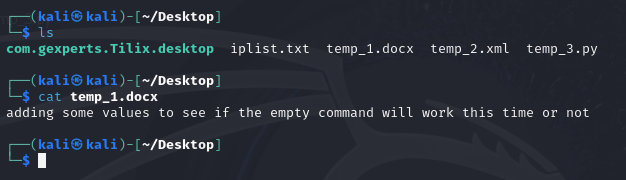 ┌──(kali㉿kali)-[~/Desktop]
└─$ ls
com.gexperts.Tilix.desktop  iplist.txt  temp_1.docx  temp_2.xml  temp_3.py
┌──(kali㉿kali)-[~/Desktop]
└─$ cat temp_1.docx
adding some values to see if the empty command will work this time or not
┌──(kali㉿kali)-[~/Desktop]
└─$